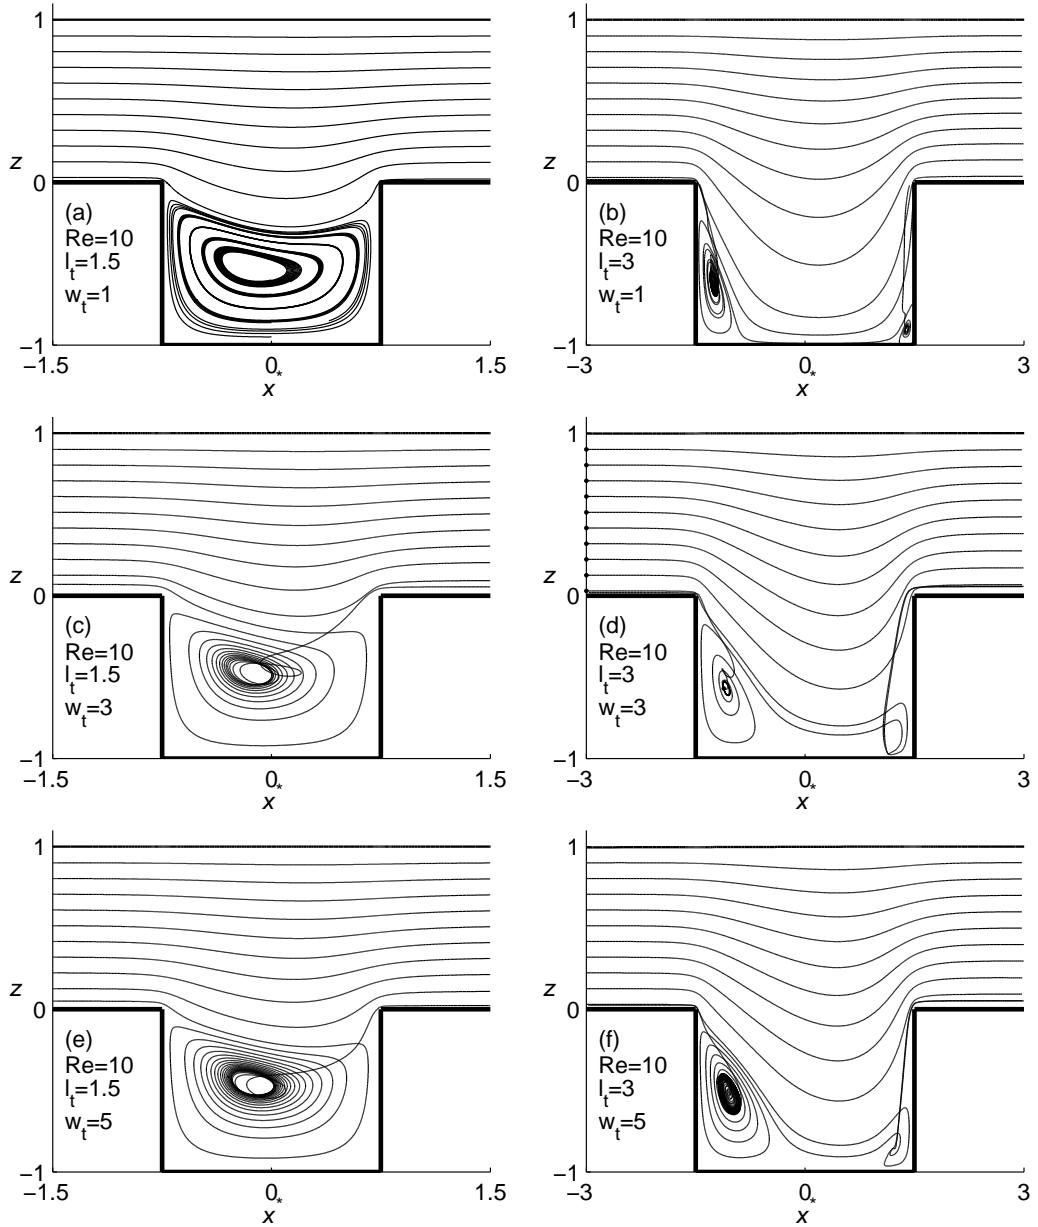 1
z
0
(a)
Re=10
l_t=1.5
w_t=1
−1
−1.5
0
1.5
x*
1
z
0
(b)
Re=10
l_t=3
w_t=1
−1
−3
0
3
x*
1
z
0
(c)
Re=10
l_t=1.5
w_t=3
−1
−1.5
0
1.5
x*
1
z
0
(d)
Re=10
l_t=3
w_t=3
−1
−3
0
3
x*
1
z
0
(e)
Re=10
l_t=1.5
w_t=5
−1
−1.5
0
1.5
x*
1
z
0
(f)
Re=10
l_t=3
w_t=5
−1
−3
0
3
x*